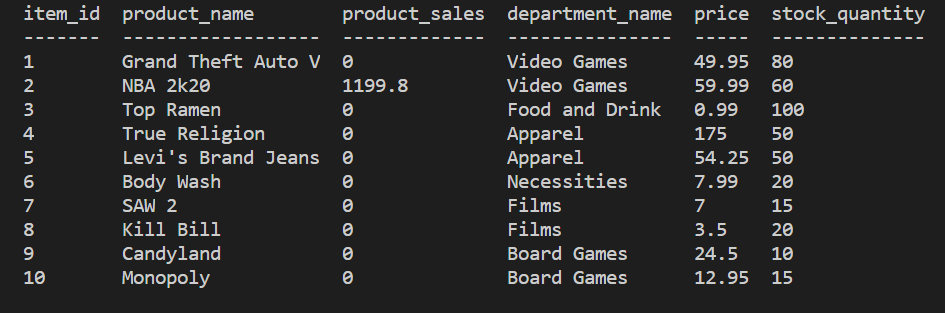 item_id  product_name        product_sales  department_name  price  stock_quantity
-------  ------------------  -------------  ---------------  -----  --------------
1        Grand Theft Auto V  0              Video Games      49.95  80
2        NBA 2k20            1199.8         Video Games      59.99  60
3        Top Ramen           0              Food and Drink   0.99   100
4        True Religion       0              Apparel          175    50
5        Levi's Brand Jeans  0              Apparel          54.25  50
6        Body Wash           0              Necessities      7.99   20
7        SAW 2               0              Films            7      15
8        Kill Bill           0              Films            3.5    20
9        Candyland           0              Board Games      24.5   10
10       Monopoly            0              Board Games      12.95  15